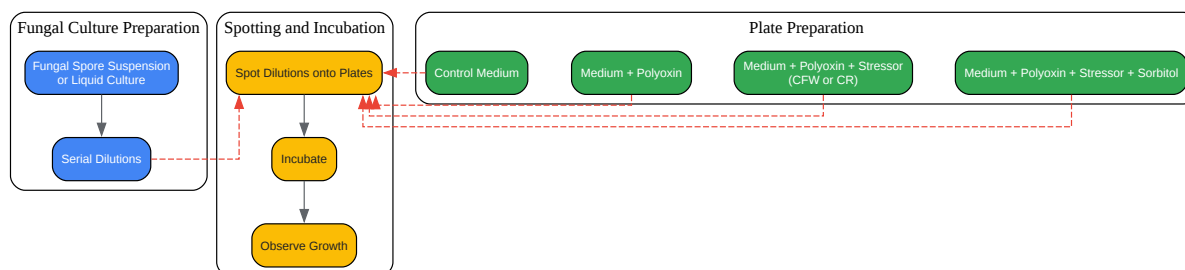 Fungal Culture Preparation
Fungal Spore Suspension
or Liquid Culture
Serial Dilutions
Spotting and Incubation
Spot Dilutions onto Plates
Incubate
Observe Growth
Plate Preparation
Control Medium
Medium + Polyoxin
Medium + Polyoxin + Stressor
(CFW or CR)
Medium + Polyoxin + Stressor + Sorbitol